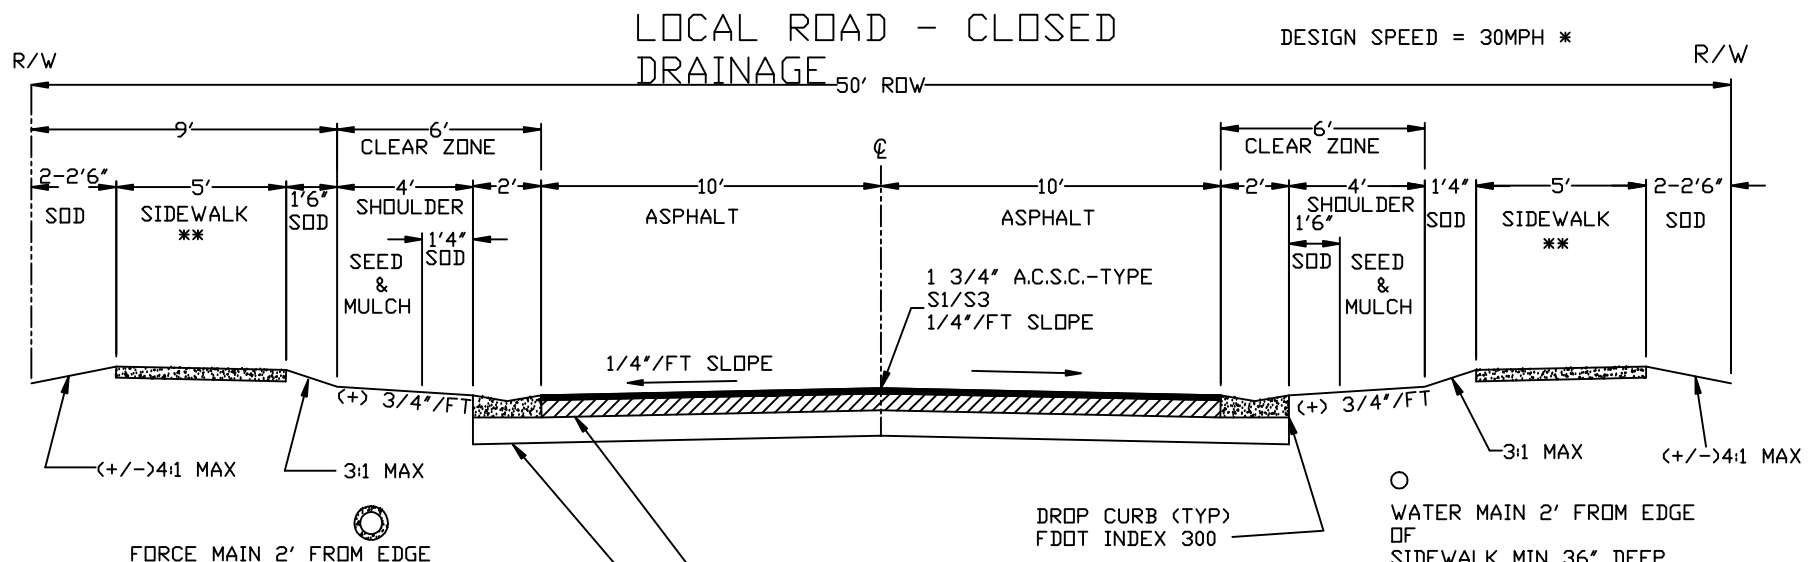 LOCAL ROAD - CLOSED
DRAINAGE
DESIGN SPEED = 30MPH *
R/W
R/W
50' ROW
9'
6'
CLEAR ZONE
℄
6'
CLEAR ZONE
2-2'6"
SOD
5'
SIDEWALK
**
1'6"
SOD
4'
SHOULDER
2'
10'
ASPHALT
10'
ASPHALT
2'
4'
SHOULDER
1'4"
SOD
5'
SIDEWALK
**
2-2'6"
SOD
1'4"
SOD
SEED
&
MULCH
1'6"
SOD
SEED
&
MULCH
1 3/4" A.C.S.C.-TYPE
S1/S3
1/4"/FT SLOPE
1/4"/FT SLOPE
(+) 3/4"/FT
(+) 3/4"/FT
(+/-)4:1 MAX
3:1 MAX
3:1 MAX
(+/-)4:1 MAX
FORCE MAIN 2' FROM EDGE
DROP CURB (TYP)
FDOT INDEX 300
WATER MAIN 2' FROM EDGE
OF
SIDEWALK MIN 36" DEEP